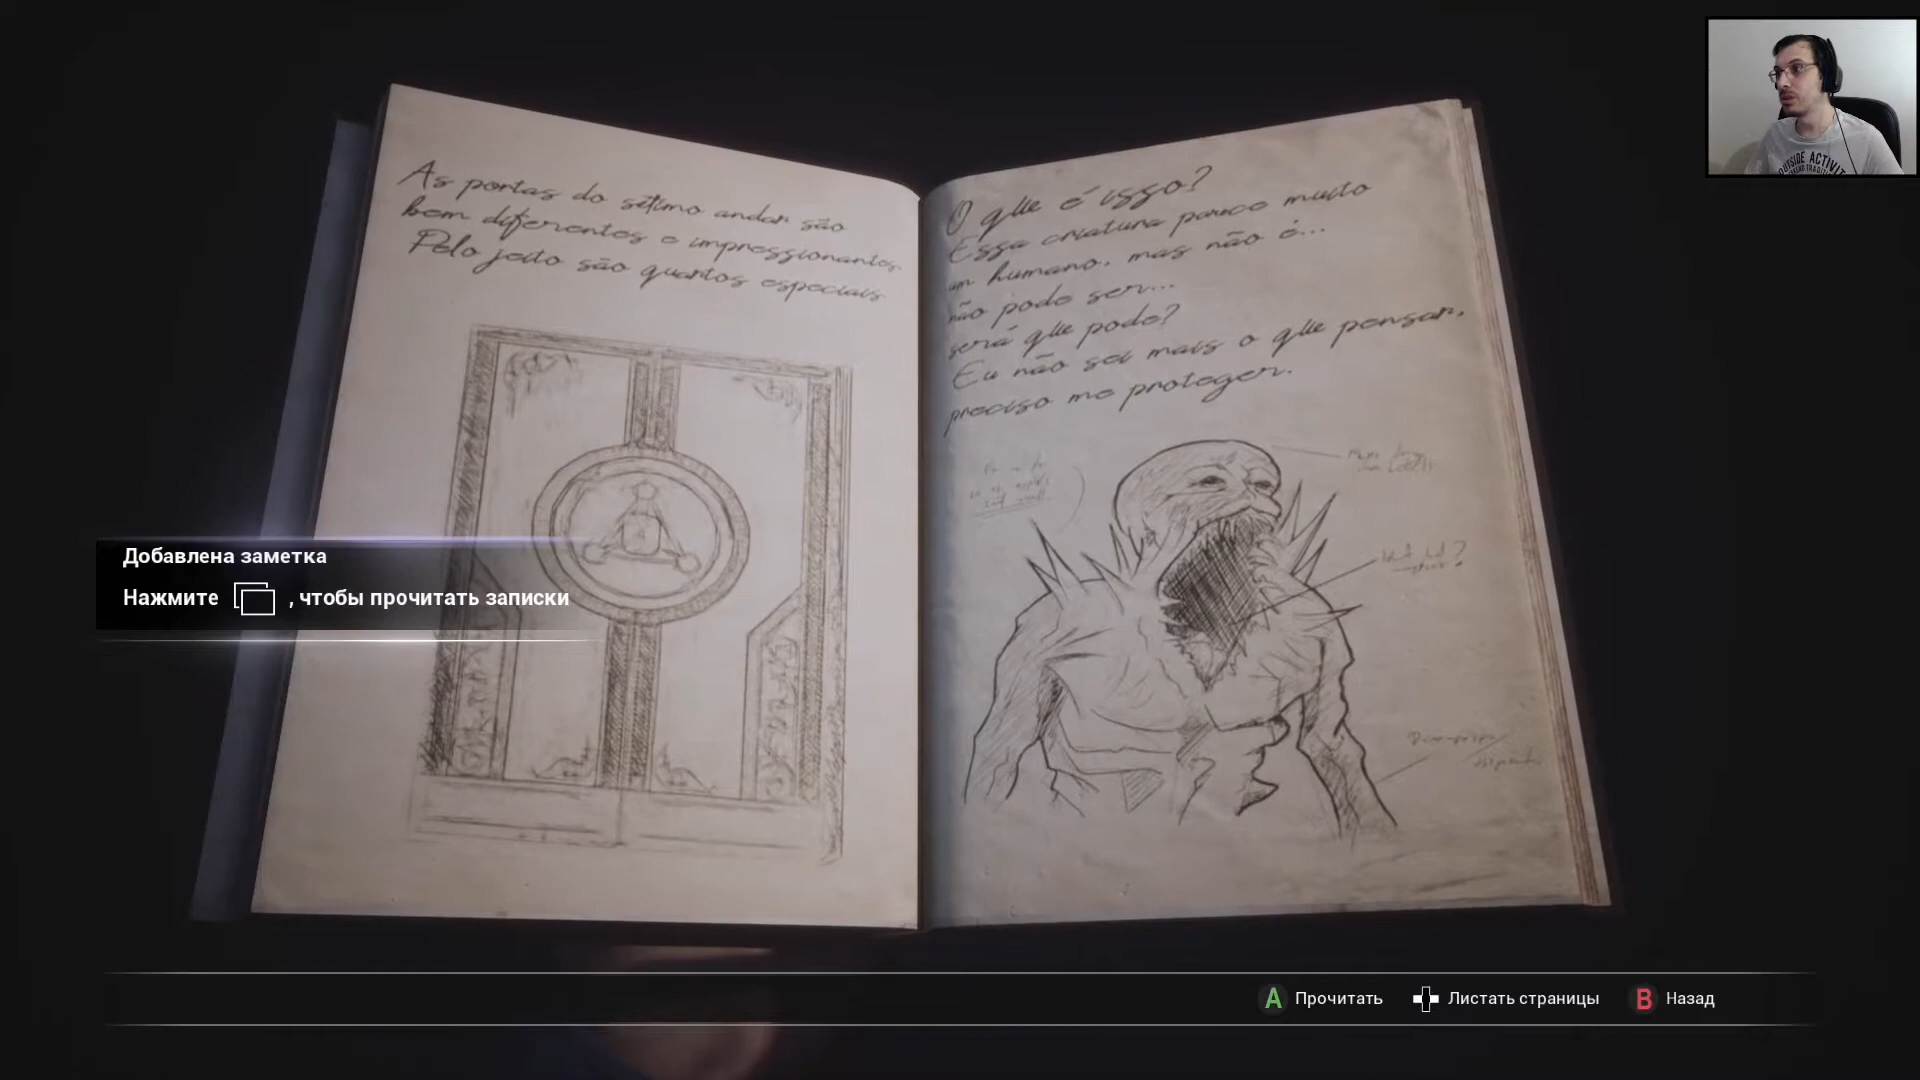 As portas do sétimo andar são
bem diferentes e impressionantes.
Pelo jeito são quartos especiais
O que é isso?
Essa criatura parece muito
um humano, mas não é...
não pode ser...
será que pode?
Eu não sei mais o que pensar,
preciso me proteger.
Добавлена заметка
Нажмите , чтобы прочитать записки
A Прочитать
Листать страницы
B Назад
OUTSIDE ACTIVIT